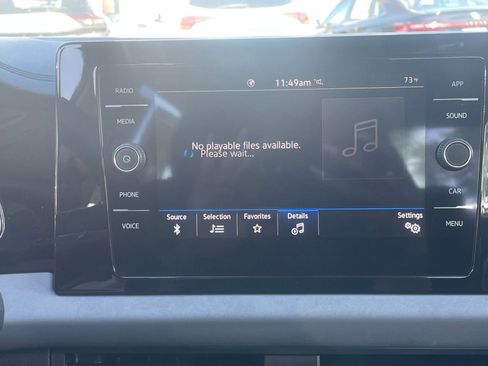 RADIO
MEDIA
PHONE
VOICE
11:49am
73°F
No playable files available.
Please wait...
Source
Selection
Favorites
Details
Settings
APP
SOUND
CAR
MENU